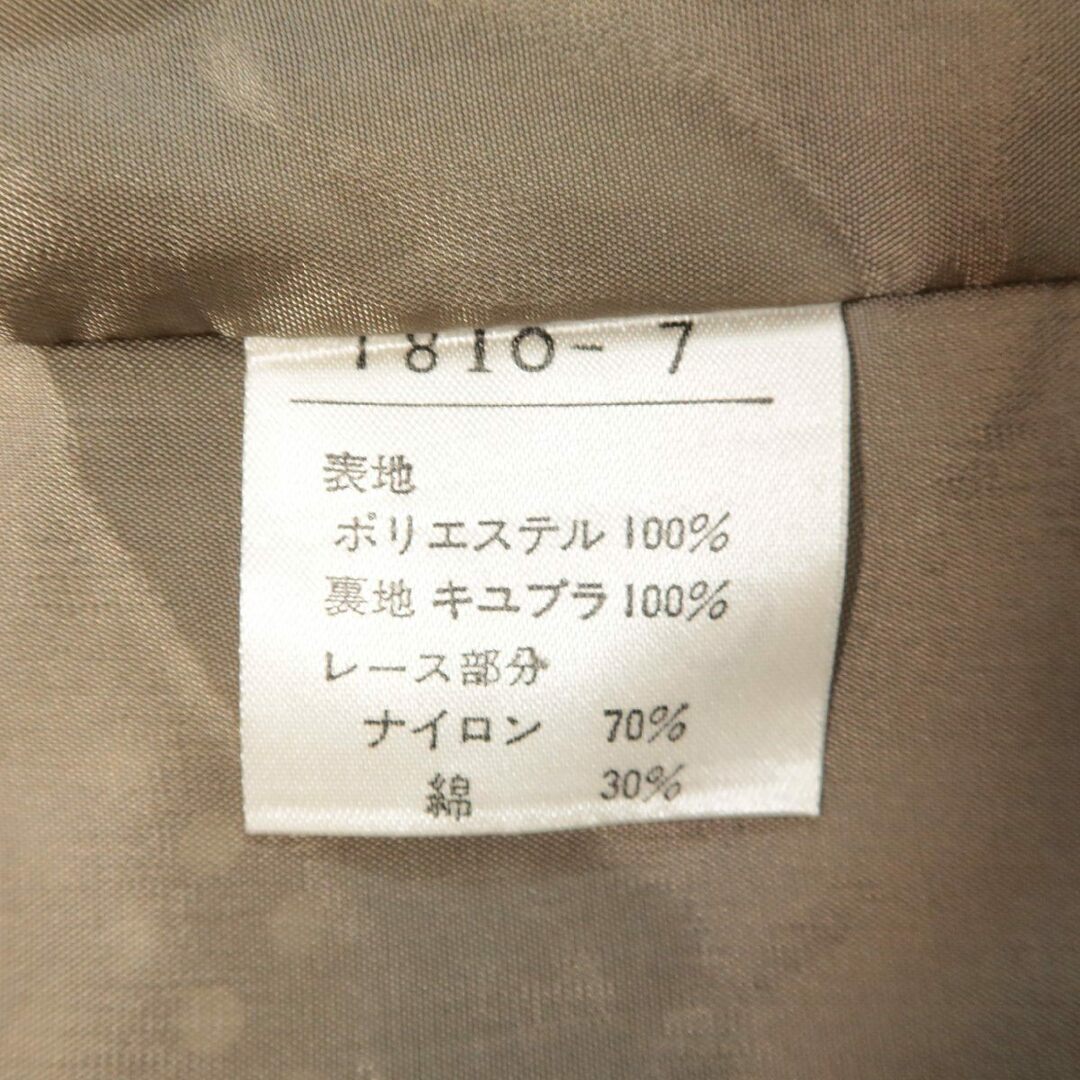 1810-7
表地
ポリエステル 100%
裏地 キユプラ 100%
レース部分
ナイロン 70%
綿 30%